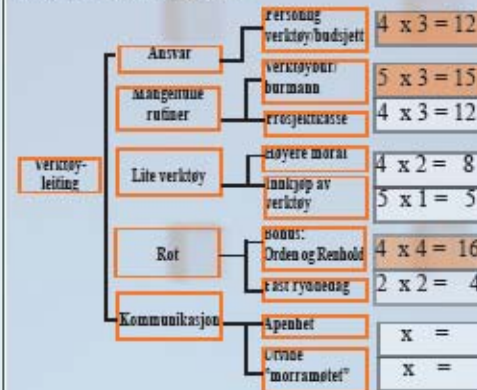 Verktøy-
leiting
Ansvar
Personlig
verktøy/budsjett
4 x 3 = 12
Mangelfulle
rutiner
Verktøybur/
burmann
5 x 3 = 15
Prosjektkasse
4 x 3 = 12
Lite verktøy
Høyere moral
4 x 2 = 8
Innkjøp av
verktøy
5 x 1 = 5
Rot
Bonus:
Orden og Renhold
4 x 4 = 16
Fast ryddedag
2 x 2 = 4
Kommunikasjon
Åpenhet
x =
Utvide
"morramøtet"
x =